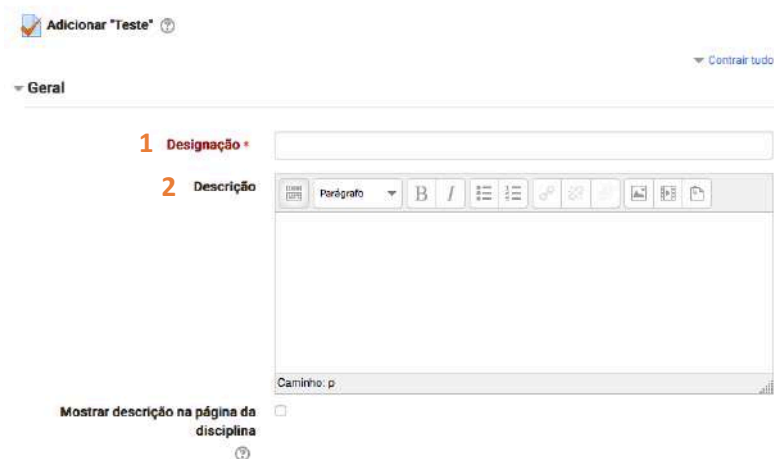 Adicionar "Teste"
Contrair tudo
Geral
1 Designação *
2 Descrição
Parágrafo B I
Caminho: p
Mostrar descrição na página da
disciplina